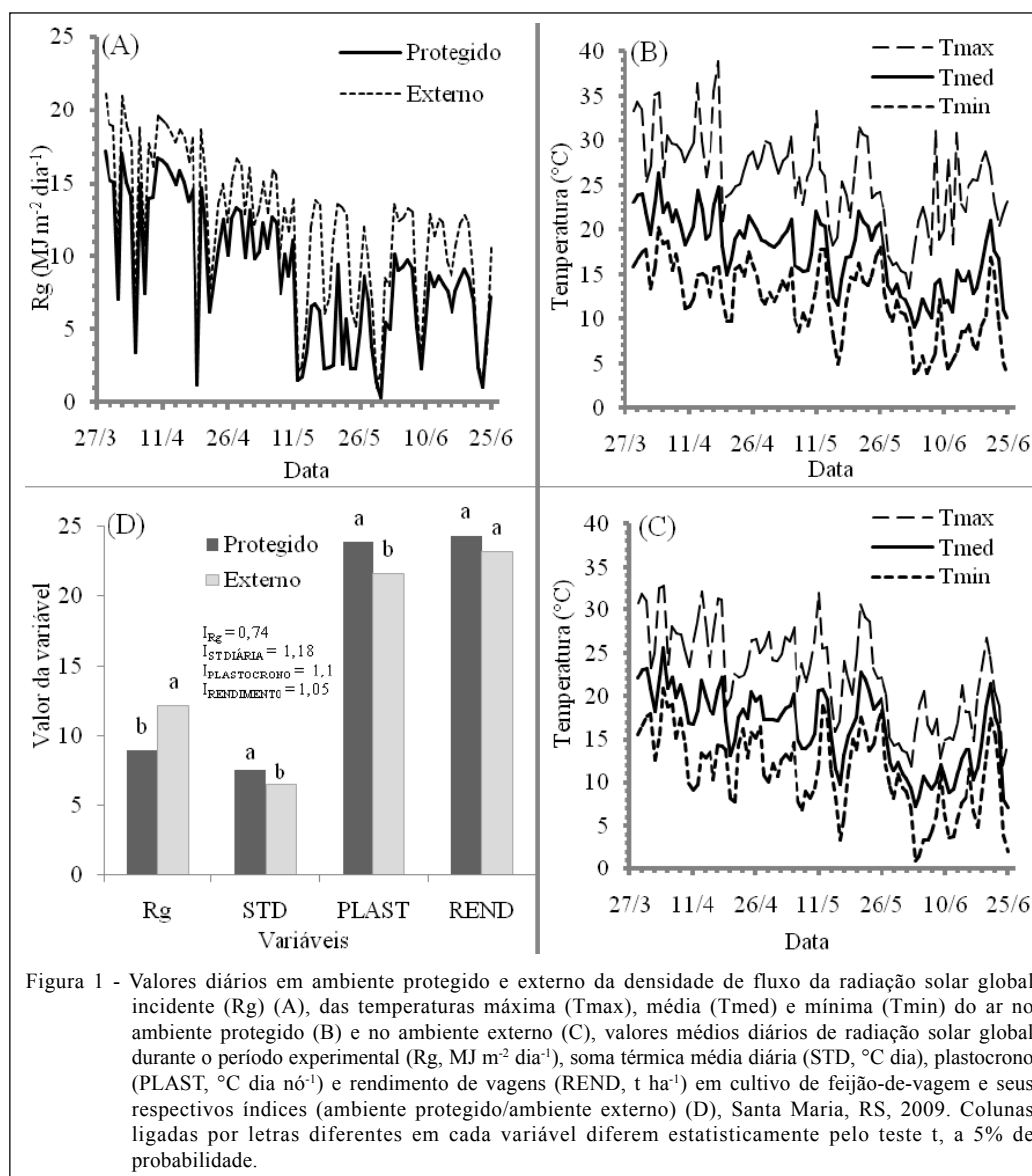 (A)
Protegido
Externo
25
20
15
10
5
0
Rg (MJ m⁻² dia⁻¹)
27/3 11/4 26/4 11/5 26/5 10/6 25/6
Data
(B)
Tmax
Tmed
Tmin
40
35
30
25
20
15
10
5
0
Temperatura (°C)
27/3 11/4 26/4 11/5 26/5 10/6 25/6
Data
(D)
Protegido
Externo
25
20
15
10
5
0
Valor da variável
I Rg = 0,74
I STDIÁRIA = 1,18
I PLASTOCRONO = 1,1
I RENDIMENTO = 1,05
b a
a b
a b
a a
Rg STD PLAST REND
Variáveis
(C)
Tmax
Tmed
Tmin
40
35
30
25
20
15
10
5
0
Temperatura (°C)
27/3 11/4 26/4 11/5 26/5 10/6 25/6
Data
Figura 1 - Valores diários em ambiente protegido e externo da densidade de fluxo da radiação solar global
incidente (Rg) (A), das temperaturas máxima (Tmax), média (Tmed) e mínima (Tmin) do ar no
ambiente protegido (B) e no ambiente externo (C), valores médios diários de radiação solar global
durante o período experimental (Rg, MJ m⁻² dia⁻¹), soma térmica média diária (STD, °C dia), plastocrono
(PLAST, °C dia nó⁻¹) e rendimento de vagens (REND, t ha⁻¹) em cultivo de feijão-de-vagem e seus
respectivos índices (ambiente protegido/ambiente externo) (D), Santa Maria, RS, 2009. Colunas
ligadas por letras diferentes em cada variável diferem estatisticamente pelo teste t, a 5% de
probabilidade.